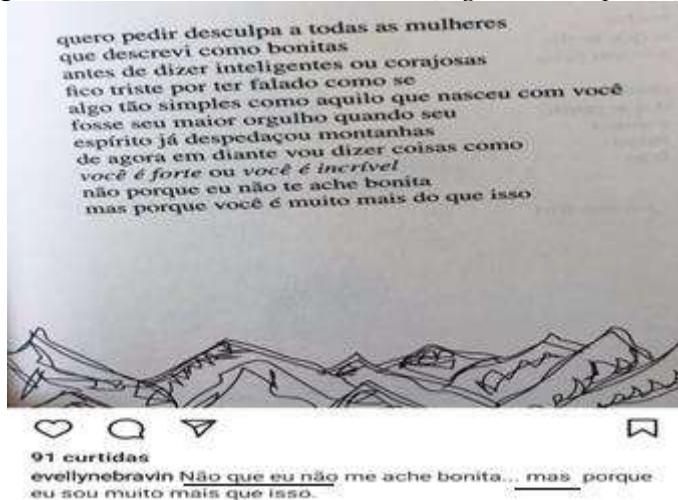 quero pedir desculpa a todas as mulheres
que descrevi como bonitas
antes de dizer inteligentes ou corajosas
fico triste por ter falado como se
algo tão simples como aquilo que nasceu com você
fosse seu maior orgulho quando seu
espírito já despedaçou montanhas
de agora em diante vou dizer coisas como
você é forte ou você é incrível
não porque eu não te ache bonita
mas porque você é muito mais do que isso
91 curtidas
evellynebravin Não que eu não me ache bonita... mas porque
eu sou muito mais que isso.